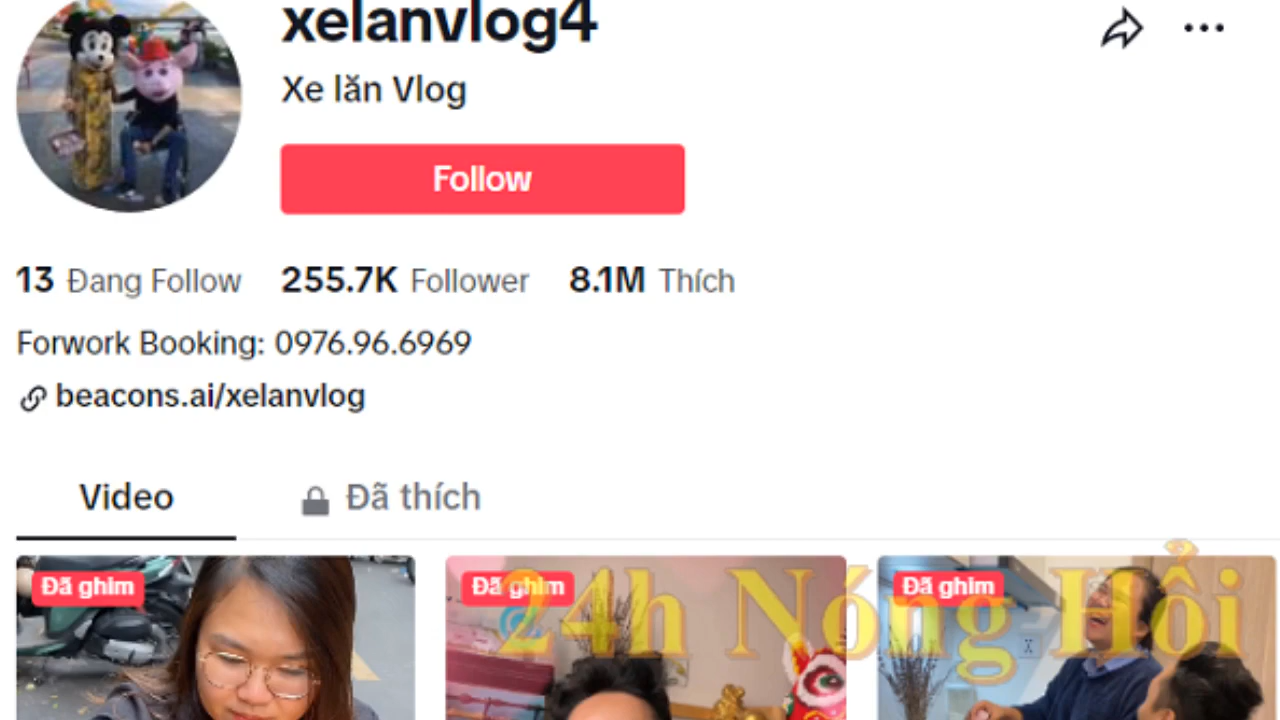 xelanvlog4
Xe lăn Vlog
Follow
13 Đang Follow 255.7K Follower 8.1M Thích
Forwork Booking: 0976.96.6969
beacons.ai/xelanvlog
Video Đã thích
Đã ghim Đã ghim Đã ghim
24h Nóng Hổi